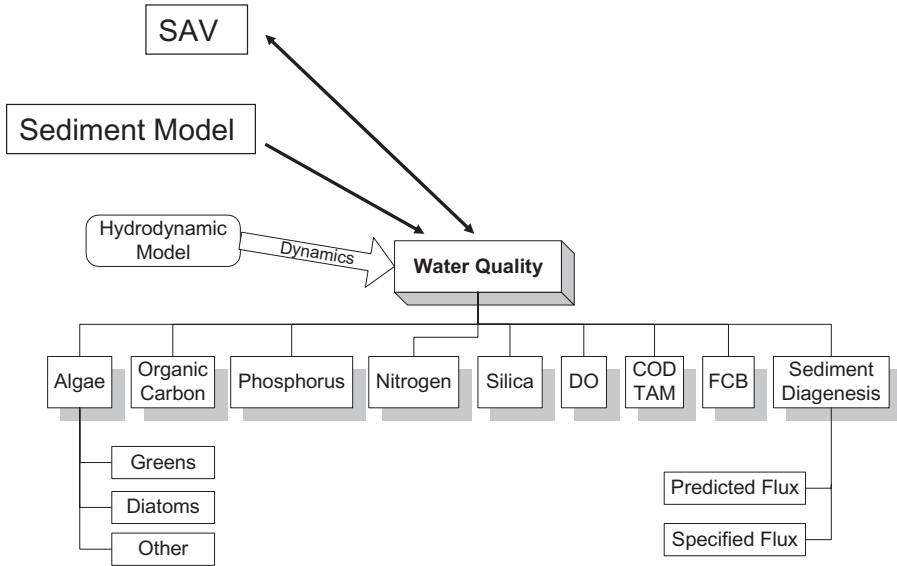 SAV
Sediment Model
Hydrodynamic
Model
Dynamics
Water Quality
Algae
Organic
Carbon
Phosphorus
Nitrogen
Silica
DO
COD
TAM
FCB
Sediment
Diagenesis
Greens
Diatoms
Other
Predicted Flux
Specified Flux